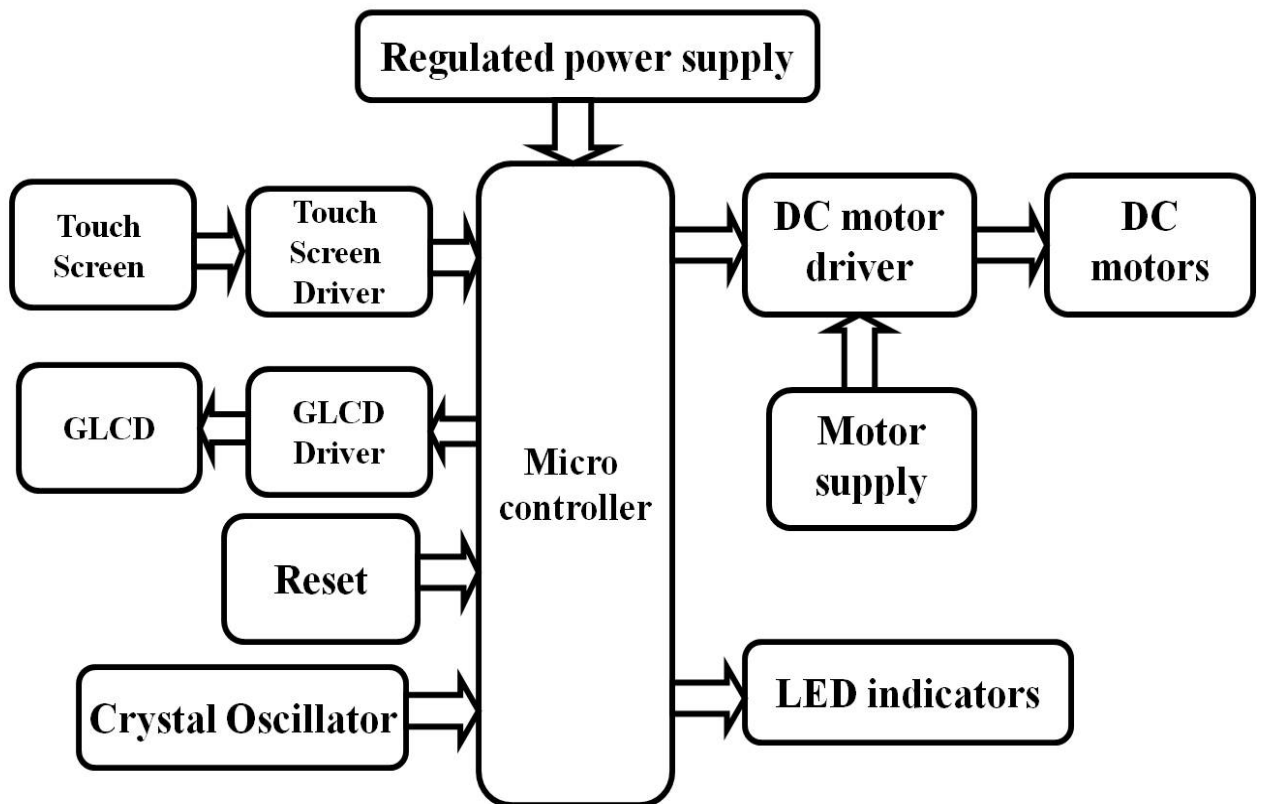 Regulated power supply
Touch
Screen
Touch
Screen
Driver
DC motor
driver
DC
motors
GLCD
GLCD
Driver
Micro
controller
Motor
supply
Reset
Crystal Oscillator
LED indicators